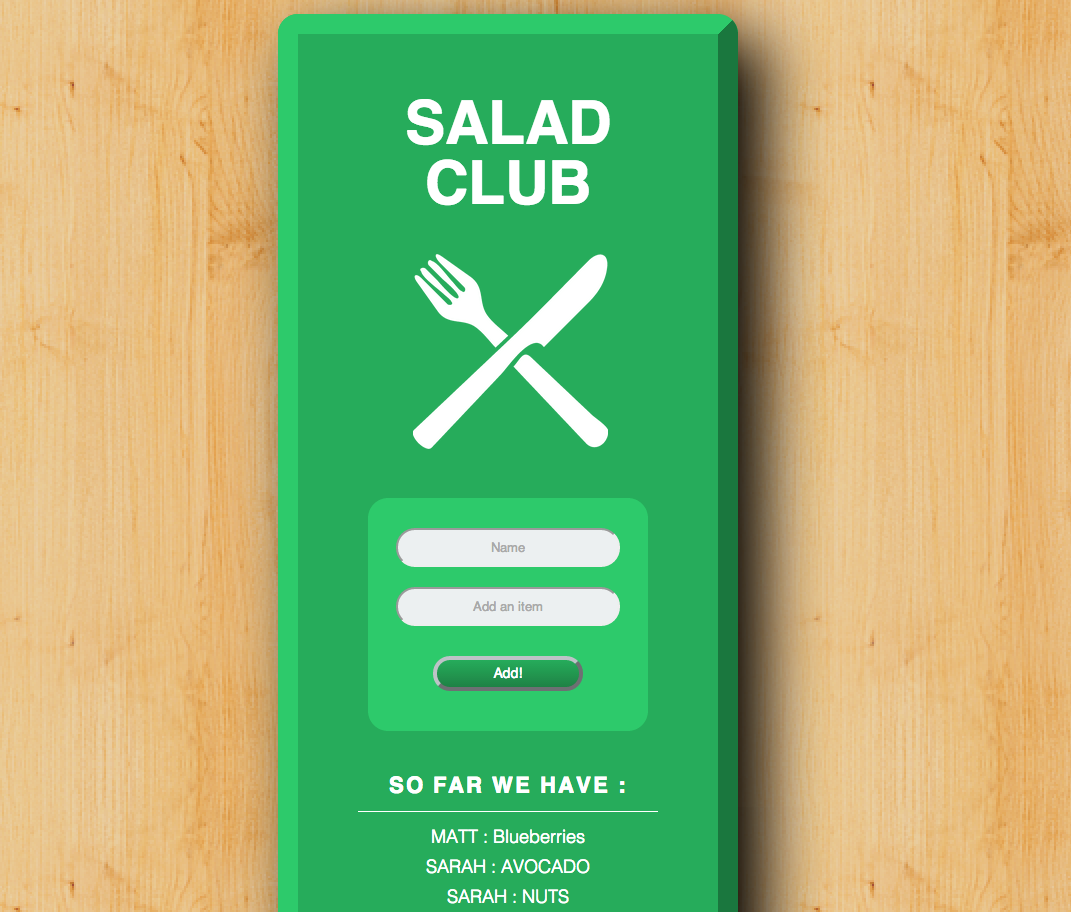 SALAD
CLUB
Name
Add an item
Add!
SO FAR WE HAVE :
MATT : Blueberries
SARAH : AVOCADO
SARAH : NUTS